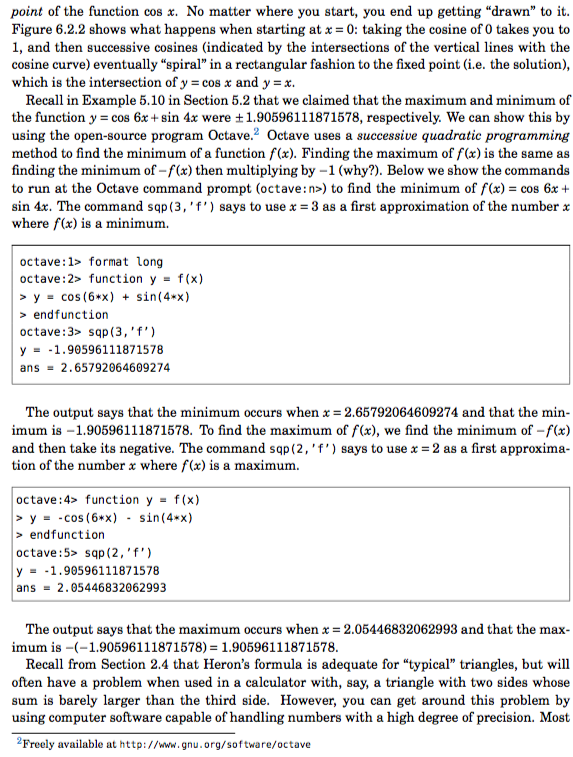 point of the function cos x. No matter where you start, you end up getting “drawn” to it.
Figure 6.2.2 shows what happens when starting at x = 0: taking the cosine of 0 takes you to
1, and then successive cosines (indicated by the intersections of the vertical lines with the
cosine curve) eventually “spiral” in a rectangular fashion to the fixed point (i.e. the solution),
which is the intersection of y = cos x and y = x.
Recall in Example 5.10 in Section 5.2 that we claimed that the maximum and minimum of
the function y = cos 6x + sin 4x were ±1.90596111871578, respectively. We can show this by
using the open-source program Octave.² Octave uses a successive quadratic programming
method to find the minimum of a function f(x). Finding the maximum of f(x) is the same as
finding the minimum of −f(x) then multiplying by −1 (why?). Below we show the commands
to run at the Octave command prompt (octave:n>) to find the minimum of f(x) = cos 6x +
sin 4x. The command sqp(3,'f') says to use x = 3 as a first approximation of the number x
where f(x) is a minimum.
octave:1> format long
octave:2> function y = f(x)
> y = cos(6*x) + sin(4*x)
> endfunction
octave:3> sqp(3,'f')
y = -1.90596111871578
ans = 2.65792064609274
The output says that the minimum occurs when x = 2.65792064609274 and that the min-
imum is −1.90596111871578. To find the maximum of f(x), we find the minimum of −f(x)
and then take its negative. The command sqp(2,'f') says to use x = 2 as a first approxima-
tion of the number x where f(x) is a maximum.
octave:4> function y = f(x)
> y = -cos(6*x) - sin(4*x)
> endfunction
octave:5> sqp(2,'f')
y = -1.90596111871578
ans = 2.05446832062993
The output says that the maximum occurs when x = 2.05446832062993 and that the max-
imum is −(−1.90596111871578) = 1.90596111871578.
Recall from Section 2.4 that Heron’s formula is adequate for “typical” triangles, but will
often have a problem when used in a calculator with, say, a triangle with two sides whose
sum is barely larger than the third side. However, you can get around this problem by
using computer software capable of handling numbers with a high degree of precision. Most
²Freely available at http://www.gnu.org/software/octave